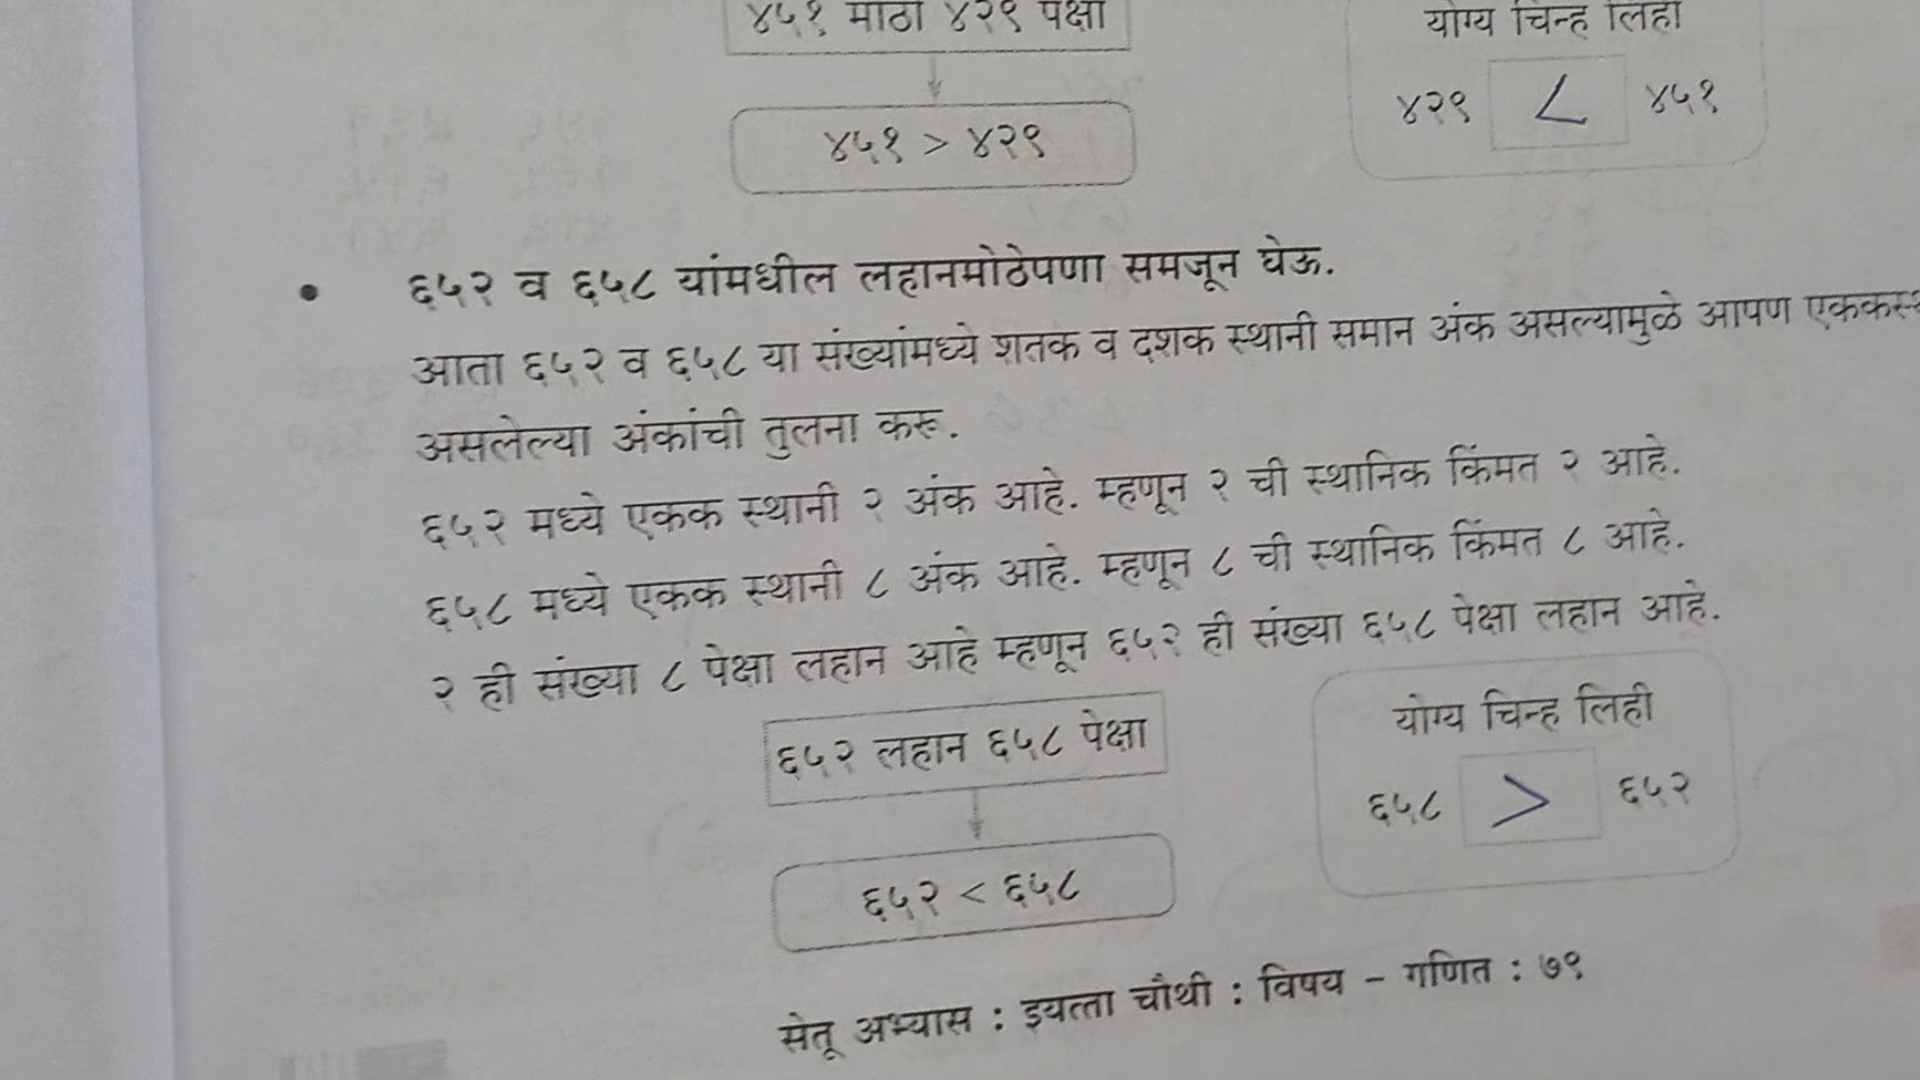 ४५१ मोठी ४२९ पेक्षा
योग्य चिन्ह लिही
४२९ < ४५१
४५१ > ४२९
• ६५२ व ६५८ यांमधील लहानमोठेपणा समजून घेऊ.
आता ६५२ व ६५८ या संख्यांमध्ये शतक व दशक स्थानी समान अंक असल्यामुळे आपण
असलेल्या अंकांची तुलना करू.
६५२ मध्ये एकक स्थानी २ अंक आहे. म्हणून २ ची स्थानिक किंमत २ आहे.
६५८ मध्ये एकक स्थानी ८ अंक आहे. म्हणून ८ ची स्थानिक किंमत ८ आहे.
२ ही संख्या ८ पेक्षा लहान आहे म्हणून ६५२ ही संख्या ६५८ पेक्षा लहान आहे.
६५२ लहान ६५८ पेक्षा
योग्य चिन्ह लिही
६५८ > ६५२
६५२ < ६५८
सेतू अभ्यास : इयत्ता चौथी : विषय - गणित : ७९